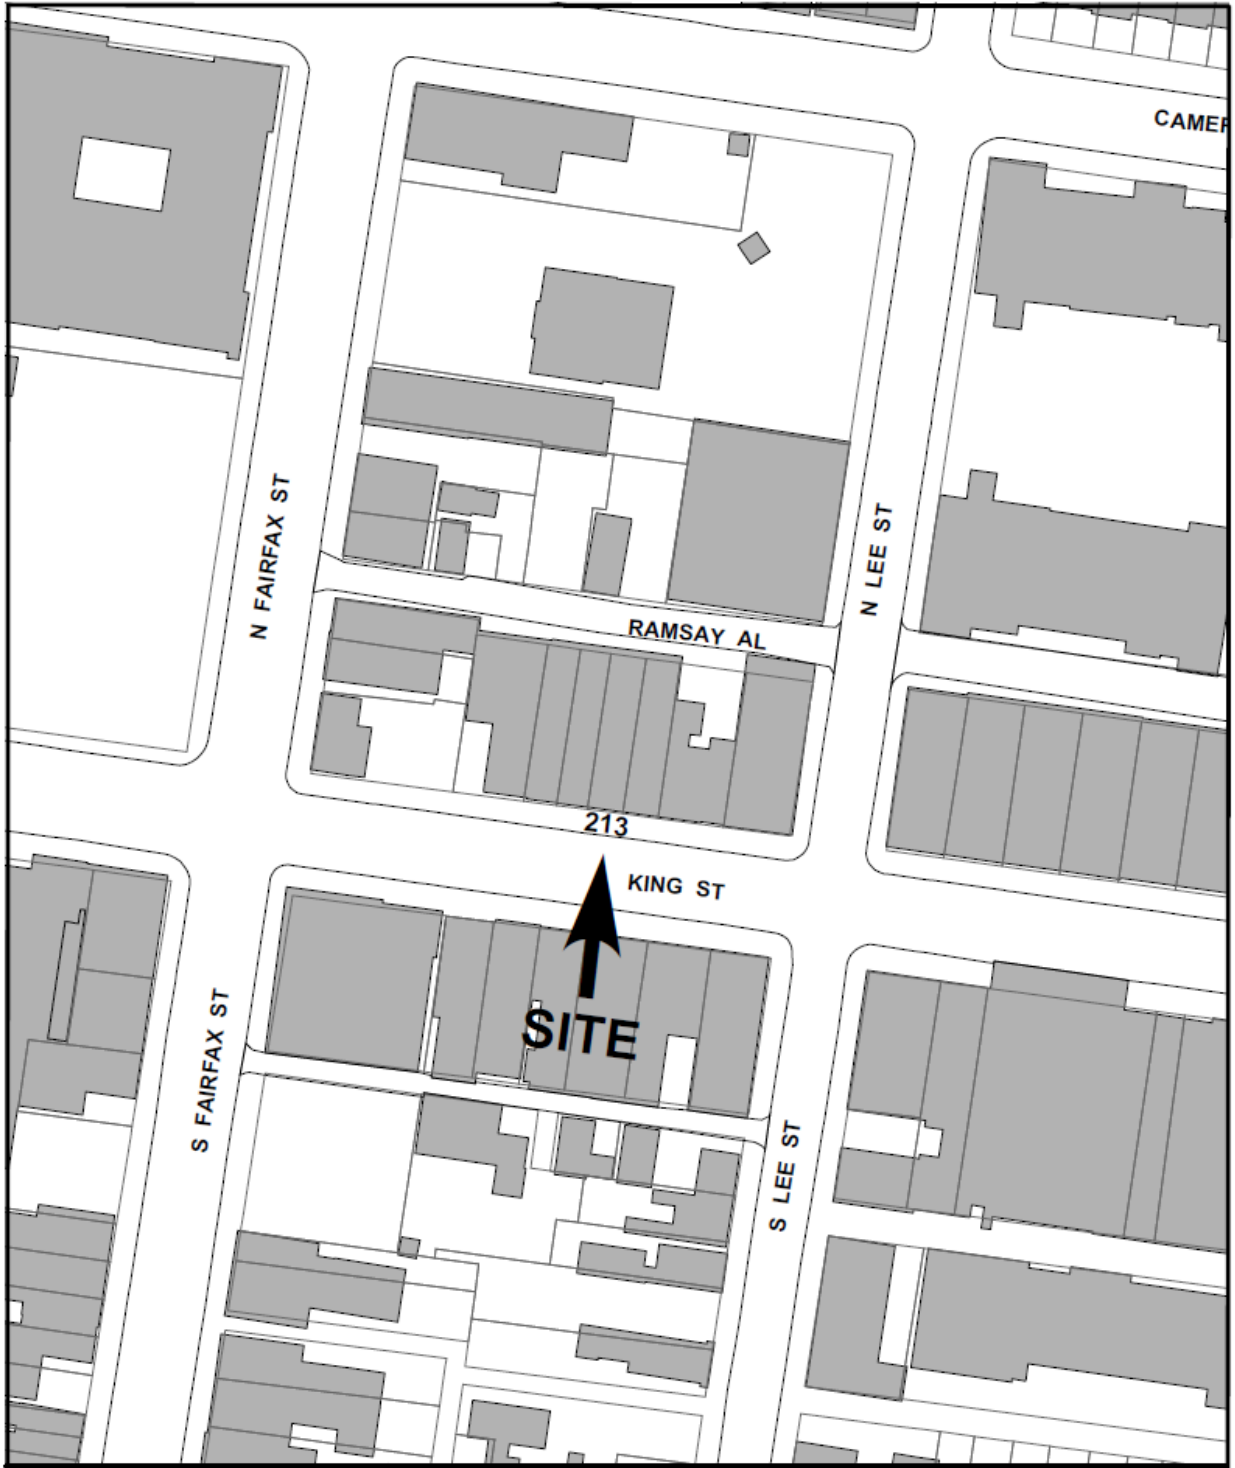 CAMER
N FAIRFAX ST
N LEE ST
RAMSAY AL
213
KING ST
SITE
S FAIRFAX ST
S LEE ST